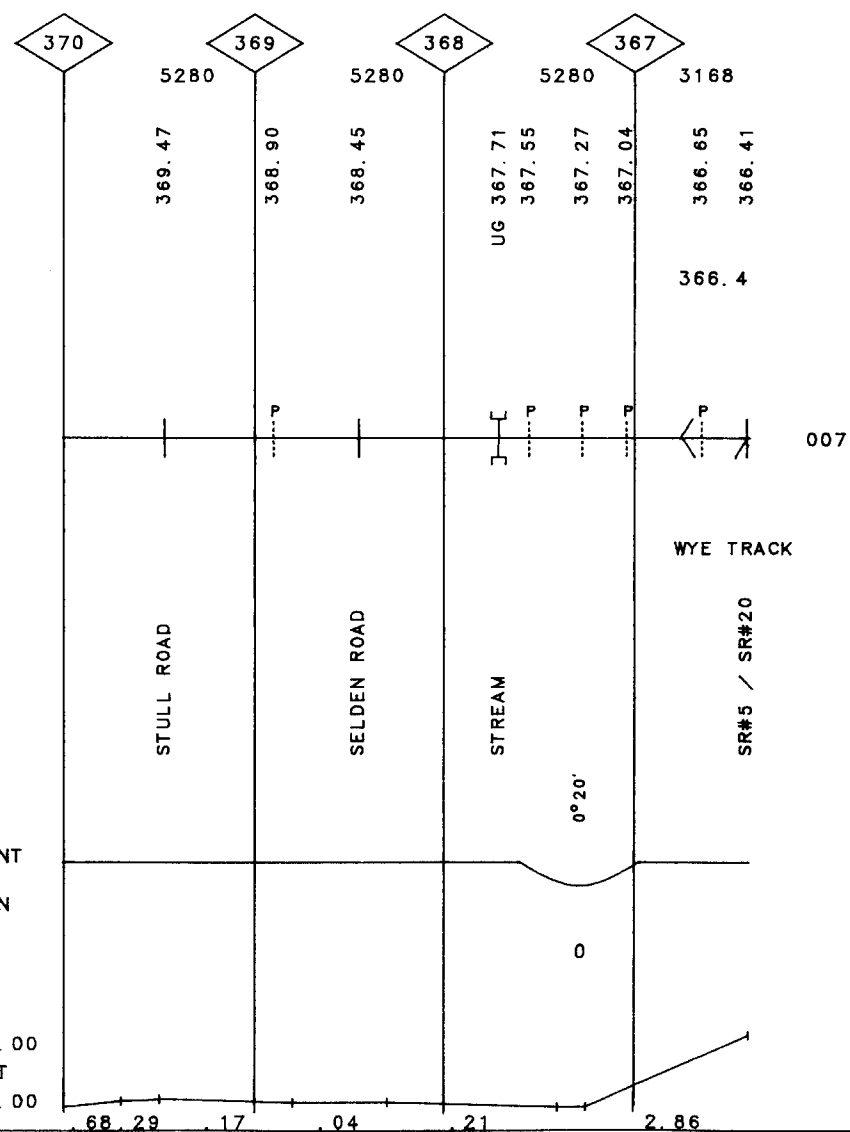 370 369 368 367
5280 5280 5280 3168
369.47
368.90
368.45
UG 367.71
367.55
367.27
367.04
366.65
366.41
366.4
P P P P P
007
WYE TRACK
STULL ROAD
SELDEN ROAD
STREAM
SR#5 / SR#20
0°20'
NT
N
0
.00
T
.00
.68 .29 .17 .04 .21 2.86